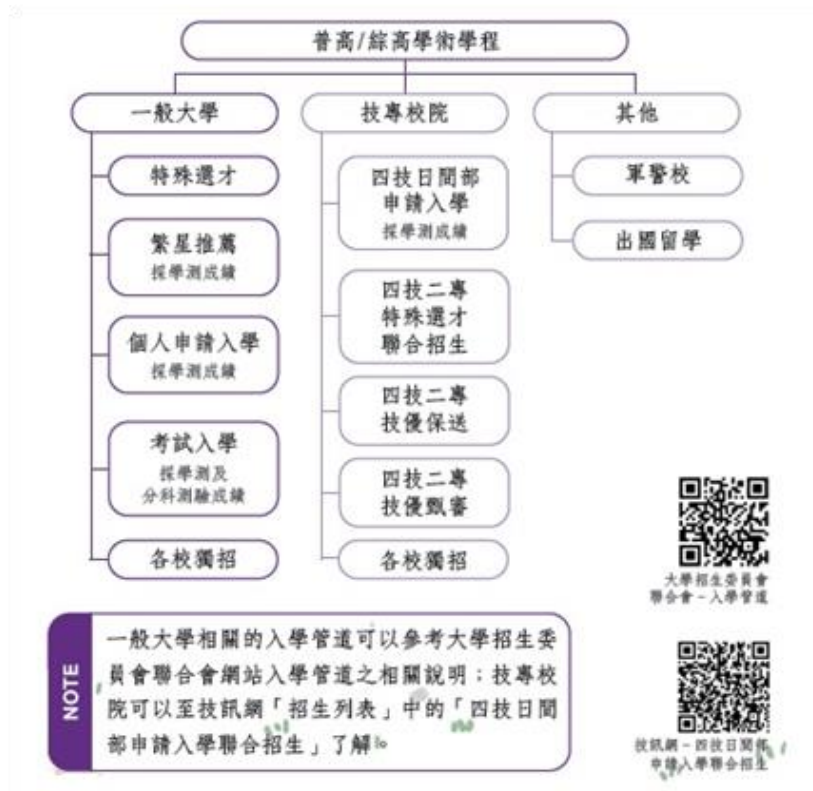 普高/綜高學術學程
一般大學
特殊選才
繁星推薦
採學測成績
個人申請入學
採學測成績
考試入學
採學測及
分科測驗成績
各校獨招
技專校院
四技日間部
申請入學
採學測成績
四技二專
特殊選才
聯合招生
四技二專
技優保送
四技二專
技優甄審
各校獨招
其他
軍警校
出國留學
大學招生委員會
聯合會-入學管道
NOTE
一般大學相關的入學管道可以參考大學招生委
員會聯合會網站入學管道之相關說明；技專校
院可以至技訊網「招生列表」中的「四技日間
部申請入學聯合招生」了解。
技訊網-四技日間部
申請入學聯合招生